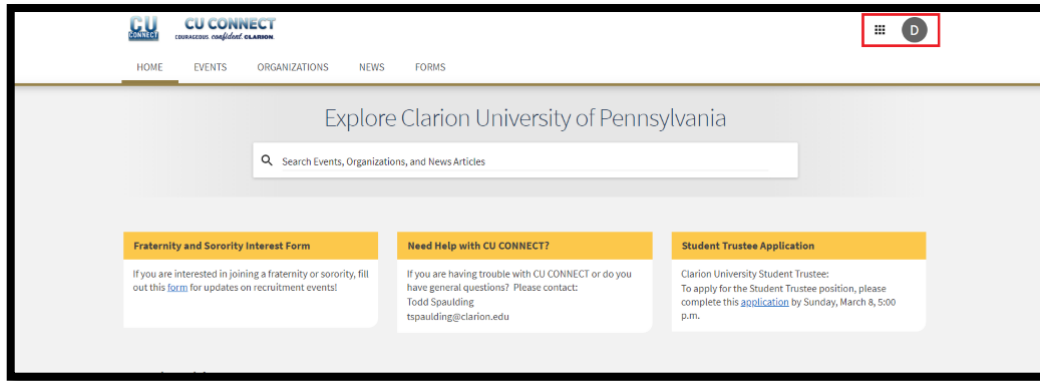 CU
CONNECT
CU CONNECT
COURAGEOUS confident CLARION
D
HOME EVENTS ORGANIZATIONS NEWS FORMS
Explore Clarion University of Pennsylvania
Search Events, Organizations, and News Articles
Fraternity and Sorority Interest Form
If you are interested in joining a fraternity or sorority, fill
out this form for updates on recruitment events!
Need Help with CU CONNECT?
If you are having trouble with CU CONNECT or do you
have general questions? Please contact:
Todd Spaulding
tspaulding@clarion.edu
Student Trustee Application
Clarion University Student Trustee:
To apply for the Student Trustee position, please
complete this application by Sunday, March 8, 5:00
p.m.